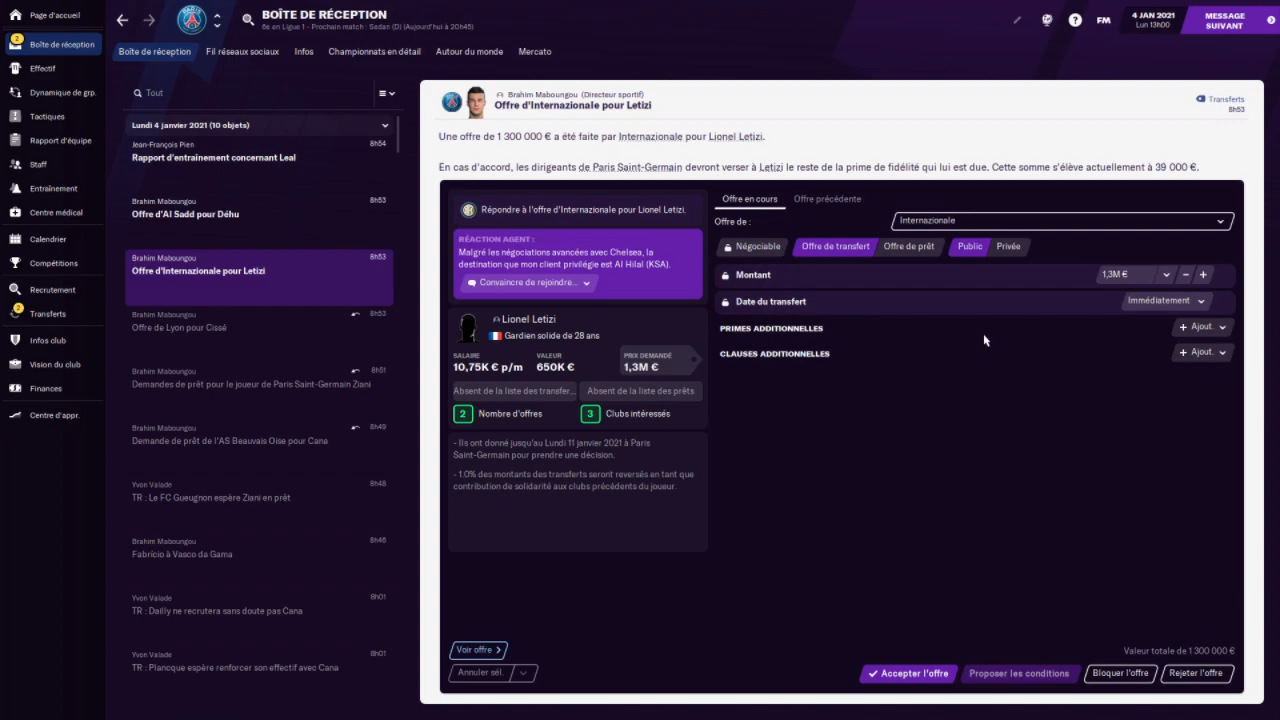 Page d'accueil
2
Boîte de réception
Effectif
Dynamique de grp.
Tactiques
Rapport d'équipe
Staff
Entraînement
Centre médical
Calendrier
Compétitions
Recrutement
2
Transferts
Infos club
Vision du club
Finances
Centre d'appr.
BOÎTE DE RÉCEPTION
6e en Ligue 1 - Prochain match : Sedan (D) (Aujourd'hui à 20h45)
FM
4 JAN 2021
Lun 13h00
MESSAGE SUIVANT
Boîte de réception
Fil réseaux sociaux
Infos
Championnats en détail
Autour du monde
Mercato
Tout
Lundi 4 janvier 2021 (10 objets)
Jean-François Pien 8h54
Rapport d'entraînement concernant Leal
Brahim Maboungou 8h53
Offre d'Al Sadd pour Déhu
Brahim Maboungou 8h53
Offre d'Internazionale pour Letizi
Brahim Maboungou 8h53
Offre de Lyon pour Cissé
Brahim Maboungou 8h51
Demandes de prêt pour le joueur de Paris Saint-Germain Ziani
Brahim Maboungou 8h49
Demande de prêt de l'AS Beauvais Oise pour Cana
Yvon Valade 8h48
TR : Le FC Gueugnon espère Ziani en prêt
Brahim Maboungou 8h46
Fabrício à Vasco da Gama
Yvon Valade 8h01
TR : Dailly ne recrutera sans doute pas Cana
Yvon Valade 8h01
TR : Plancque espère renforcer son effectif avec Cana
Brahim Maboungou (Directeur sportif)
Offre d'Internazionale pour Letizi
Transferts
8h53
Une offre de 1 300 000 € a été faite par Internazionale pour Lionel Letizi.
En cas d'accord, les dirigeants de Paris Saint-Germain devront verser à Letizi le reste de la prime de fidélité qui lui est due. Cette somme s'élève actuellement à 39 000 €.
Répondre à l'offre d'Internazionale pour Lionel Letizi.
RÉACTION AGENT :
Malgré les négociations avancées avec Chelsea, la
destination que mon client privilégie est Al Hilal (KSA).
Convaincre de rejoindre...
Lionel Letizi
Gardien solide de 28 ans
SALAIRE VALEUR PRIX DEMANDÉ
10,75K € p/m 650K € 1,3M €
Absent de la liste des transfer... Absent de la liste des prêts
2 Nombre d'offres 3 Clubs intéressés
- Ils ont donné jusqu'au Lundi 11 janvier 2021 à Paris
Saint-Germain pour prendre une décision.
- 1.0% des montants des transferts seront reversés en tant que
contribution de solidarité aux clubs précédents du joueur.
Voir offre
Annuler sél.
Offre en cours Offre précédente
Offre de : Internazionale
Négociable Offre de transfert Offre de prêt Public Privée
Montant 1,3M €
Date du transfert Immédiatement
PRIMES ADDITIONNELLES Ajout.
CLAUSES ADDITIONNELLES Ajout.
Valeur totale de 1 300 000 €
Accepter l'offre Proposer les conditions Bloquer l'offre Rejeter l'offre